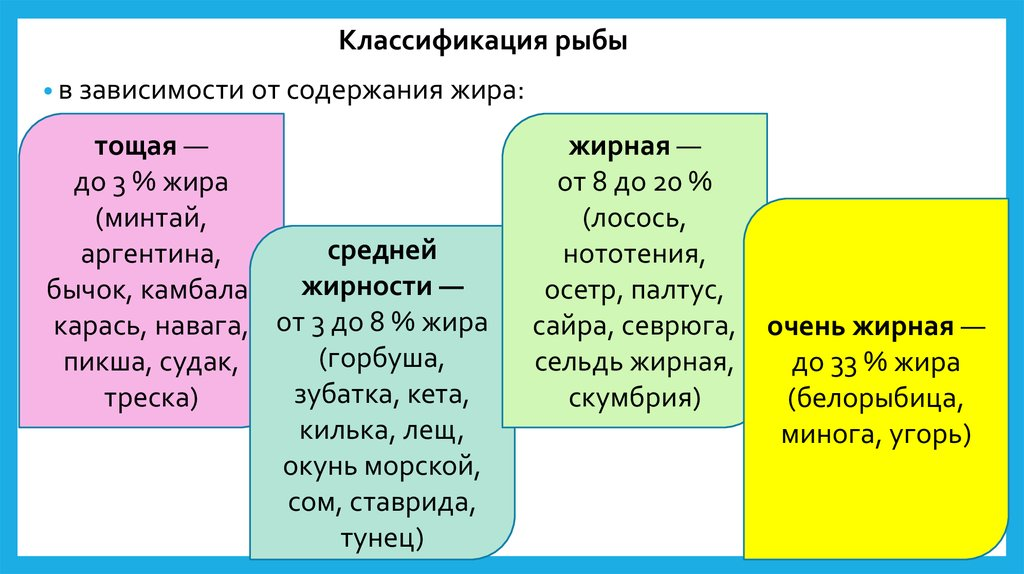 Классификация рыбы
• в зависимости от содержания жира:
тощая —
до 3 % жира
(минтай,
аргентина,
бычок, камбала
карась, навага,
пикша, судак,
треска)
средней
жирности —
от 3 до 8 % жира
(горбуша,
зубатка, кета,
килька, лещ,
окунь морской,
сом, ставрида,
тунец)
жирная —
от 8 до 20 %
(лосось,
нототения,
осетр, палтус,
сайра, севрюга,
сельдь жирная,
скумбрия)
очень жирная —
до 33 % жира
(белорыбица,
минога, угорь)